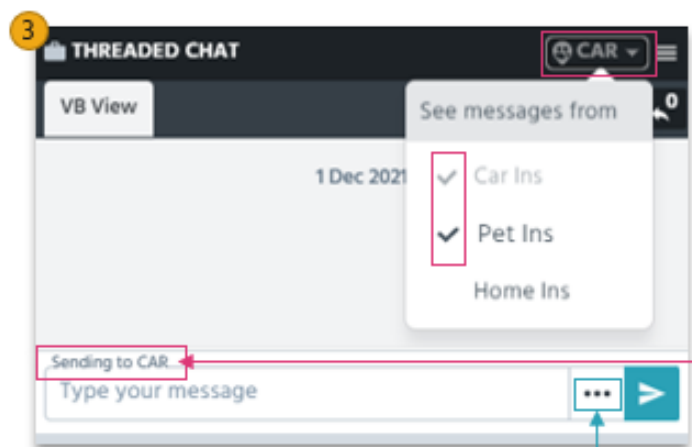 3
THREADED CHAT
CAR
VB View
0
See messages from
1 Dec 2021
Car Ins
Pet Ins
Home Ins
Sending to CAR
Type your message